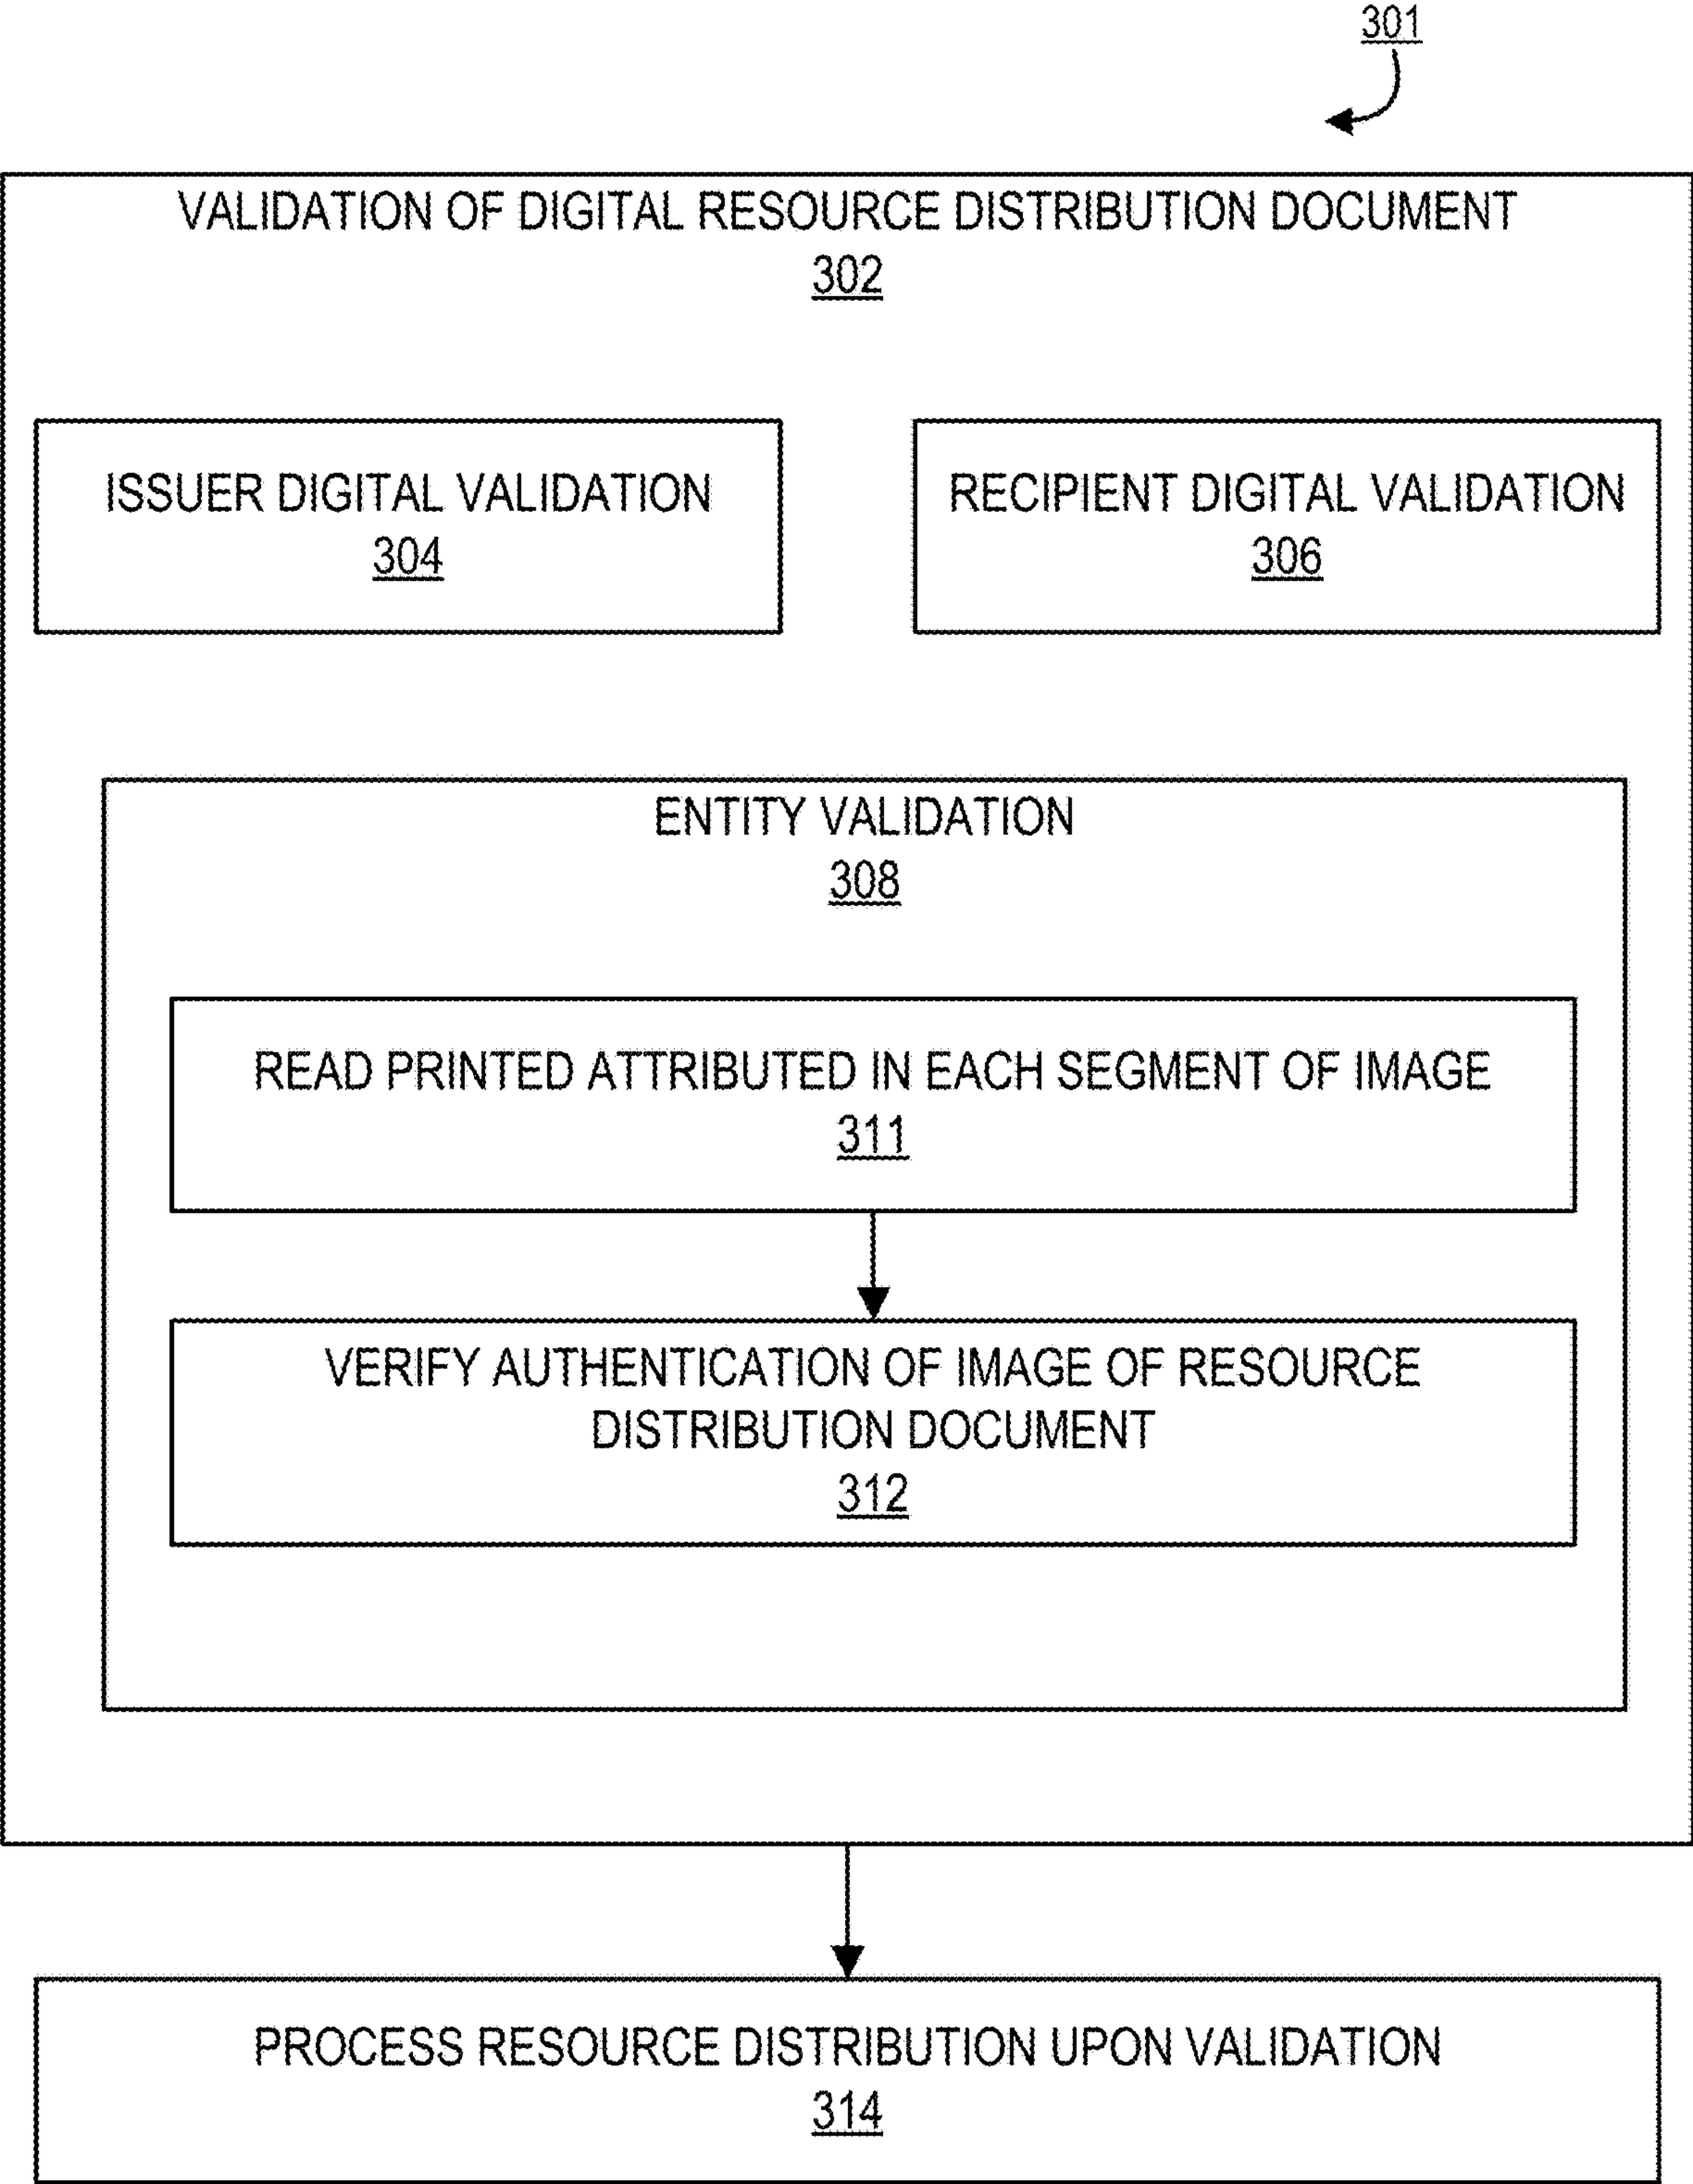 301
VALIDATION OF DIGITAL RESOURCE DISTRIBUTION DOCUMENT
302
ISSUER DIGITAL VALIDATION
304
RECIPIENT DIGITAL VALIDATION
306
ENTITY VALIDATION
308
READ PRINTED ATTRIBUTED IN EACH SEGMENT OF IMAGE
311
VERIFY AUTHENTICATION OF IMAGE OF RESOURCE
DISTRIBUTION DOCUMENT
312
PROCESS RESOURCE DISTRIBUTION UPON VALIDATION
314